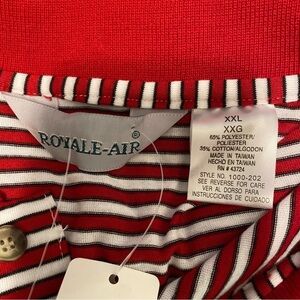 ROYALE-AIR®
XXL
XXG
65% POLYESTER/
POLIESTER
35% COTTON/ALGODON
MADE IN TAIWAN
HECHO EN TAIWAN
RN # 43724
STYLE NO. 1000-202
SEE REVERSE FOR CARE
VER AL DORSO PARA
INSTRUCCIONES DE CUIDADO